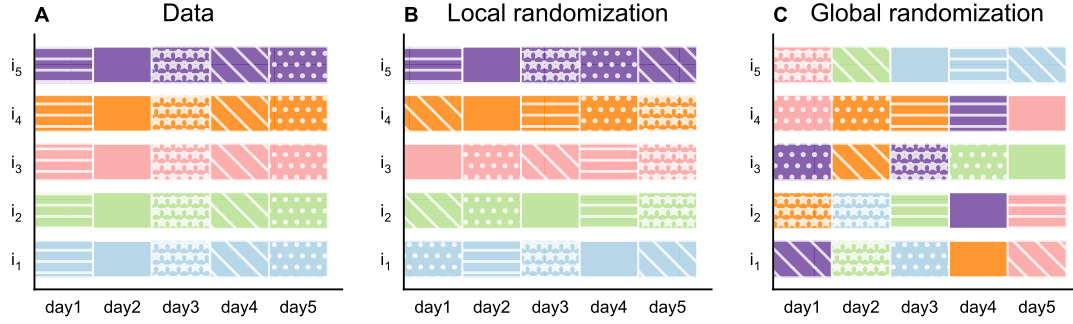 A Data
i5
i4
i3
i2
i1
day1 day2 day3 day4 day5
B Local randomization
i5
i4
i3
i2
i1
day1 day2 day3 day4 day5
C Global randomization
i5
i4
i3
i2
i1
day1 day2 day3 day4 day5